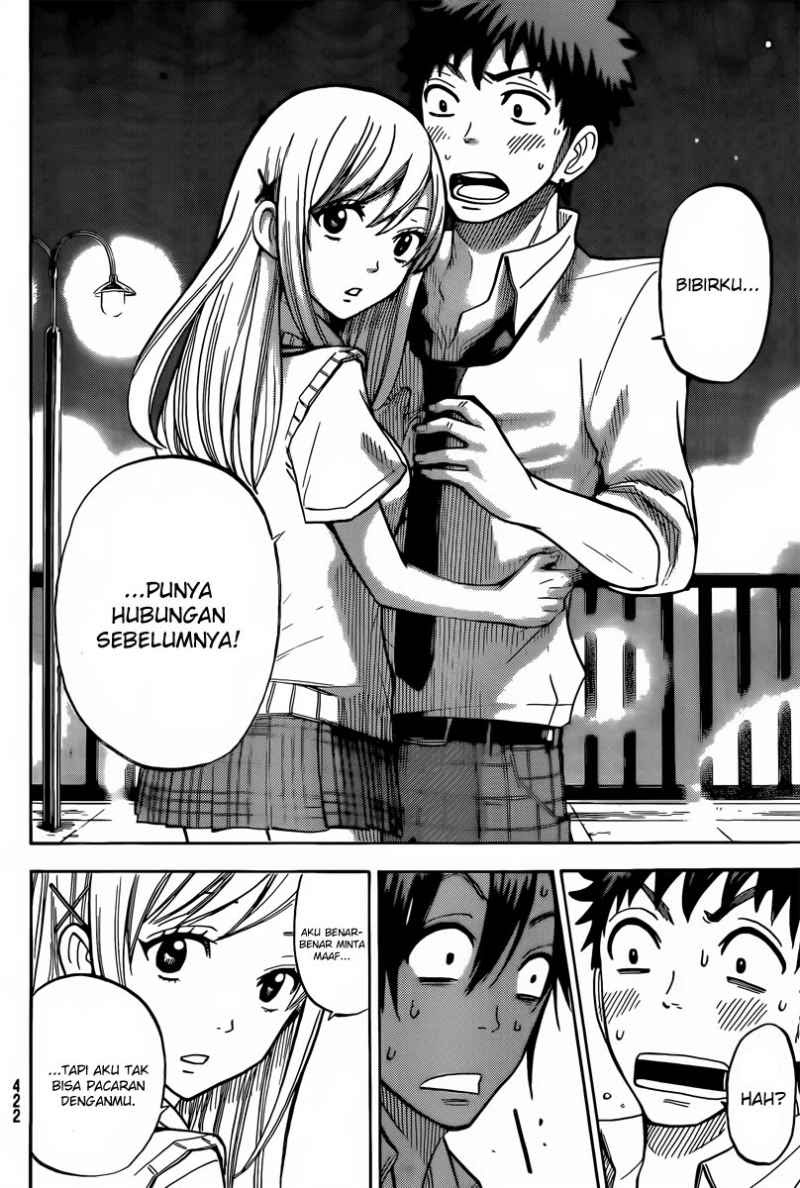 BIBIRKU...
...PUNYA
HUBUNGAN
SEBELUMNYA!
HAH?
AKU BENAR-
BENAR MINTA
MAAF...
...TAPI AKU TAK
BISA PACARAN
DENGANMU.
422